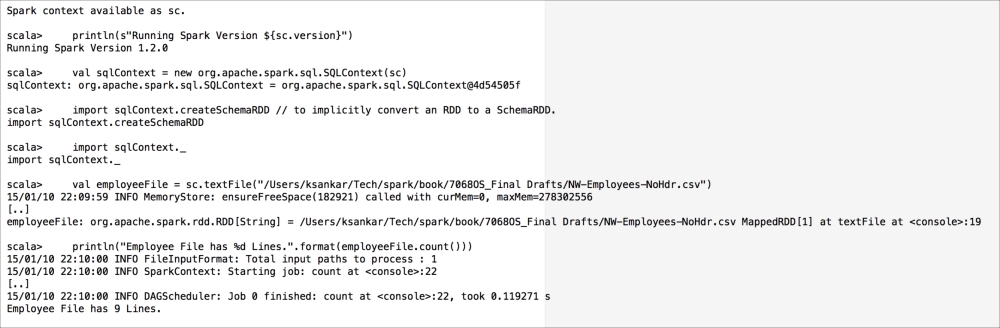 Spark context available as sc.
scala>     println(s"Running Spark Version ${sc.version}")
Running Spark Version 1.2.0
scala>     val sqlContext = new org.apache.spark.sql.SQLContext(sc)
sqlContext: org.apache.spark.sql.SQLContext = org.apache.spark.sql.SQLContext@4d54505f
scala>     import sqlContext.createSchemaRDD // to implicitly convert an RDD to a SchemaRDD.
import sqlContext.createSchemaRDD
scala>     import sqlContext._
import sqlContext._
scala>     val employeeFile = sc.textFile("/Users/ksankar/Tech/spark/book/7068OS_Final Drafts/NW-Employees-NoHdr.csv")
15/01/10 22:09:59 INFO MemoryStore: ensureFreeSpace(182921) called with curMem=0, maxMem=278302556
[..]
employeeFile: org.apache.spark.rdd.RDD[String] = /Users/ksankar/Tech/spark/book/7068OS_Final Drafts/NW-Employees-NoHdr.csv MappedRDD[1] at textFile at <console>:19
scala>     println("Employee File has %d Lines.".format(employeeFile.count()))
15/01/10 22:10:00 INFO FileInputFormat: Total input paths to process : 1
15/01/10 22:10:00 INFO SparkContext: Starting job: count at <console>:22
[..]
15/01/10 22:10:00 INFO DAGScheduler: Job 0 finished: count at <console>:22, took 0.119271 s
Employee File has 9 Lines.